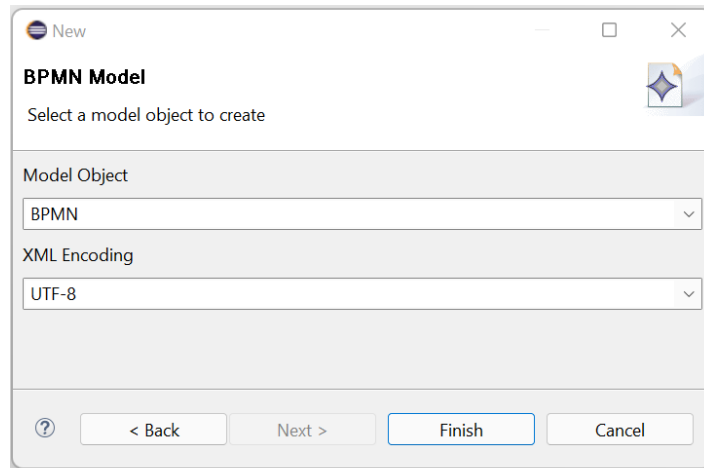 New
BPMN Model
Select a model object to create
Model Object
BPMN
XML Encoding
UTF-8
? < Back Next > Finish Cancel